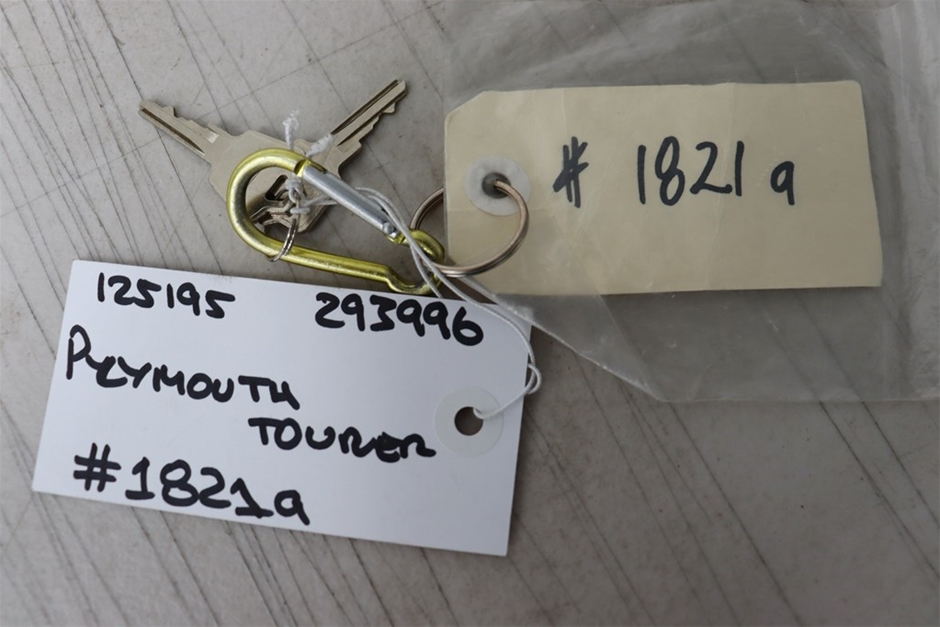 # 1821 a
125195 293996
PLYMOUTH
TOURER
#1821a